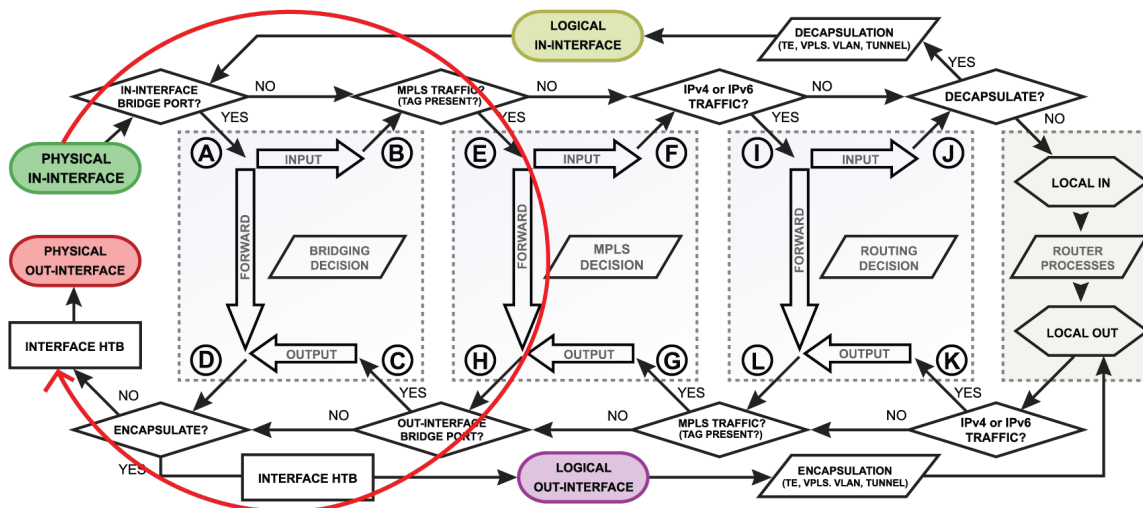 LOGICAL
IN-INTERFACE
DECAPSULATION
(TE, VPLS. VLAN, TUNNEL)
YES
IN-INTERFACE
BRIDGE PORT?
NO
MPLS TRAFFIC?
(TAG PRESENT?)
NO
IPv4 or IPv6
TRAFFIC?
NO
DECAPSULATE?
YES
YES
YES
NO
PHYSICAL
IN-INTERFACE
A
INPUT
B
E
INPUT
F
I
INPUT
J
LOCAL IN
FORWARD
BRIDGING
DECISION
FORWARD
MPLS
DECISION
FORWARD
ROUTING
DECISION
ROUTER
PROCESSES
PHYSICAL
OUT-INTERFACE
INTERFACE HTB
D
OUTPUT
C
H
OUTPUT
G
L
OUTPUT
K
LOCAL OUT
YES
YES
YES
NO
ENCAPSULATE?
NO
OUT-INTERFACE
BRIDGE PORT?
NO
MPLS TRAFFIC?
(TAG PRESENT?)
NO
IPv4 or IPv6
TRAFFIC?
YES
INTERFACE HTB
LOGICAL
OUT-INTERFACE
ENCAPSULATION
(TE, VPLS. VLAN, TUNNEL)